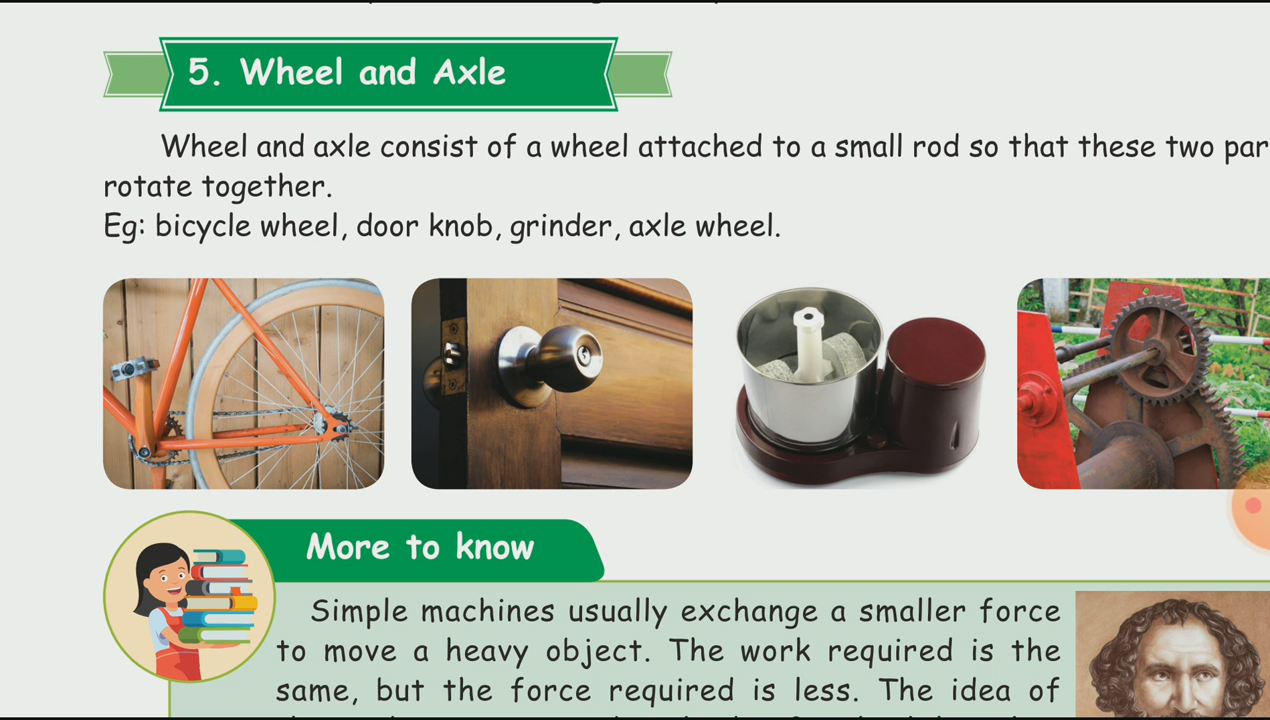 5. Wheel and Axle
Wheel and axle consist of a wheel attached to a small rod so that these two
rotate together.
Eg: bicycle wheel, door knob, grinder, axle wheel.
More to know
Simple machines usually exchange a smaller force
to move a heavy object. The work required is the
same, but the force required is less. The idea of